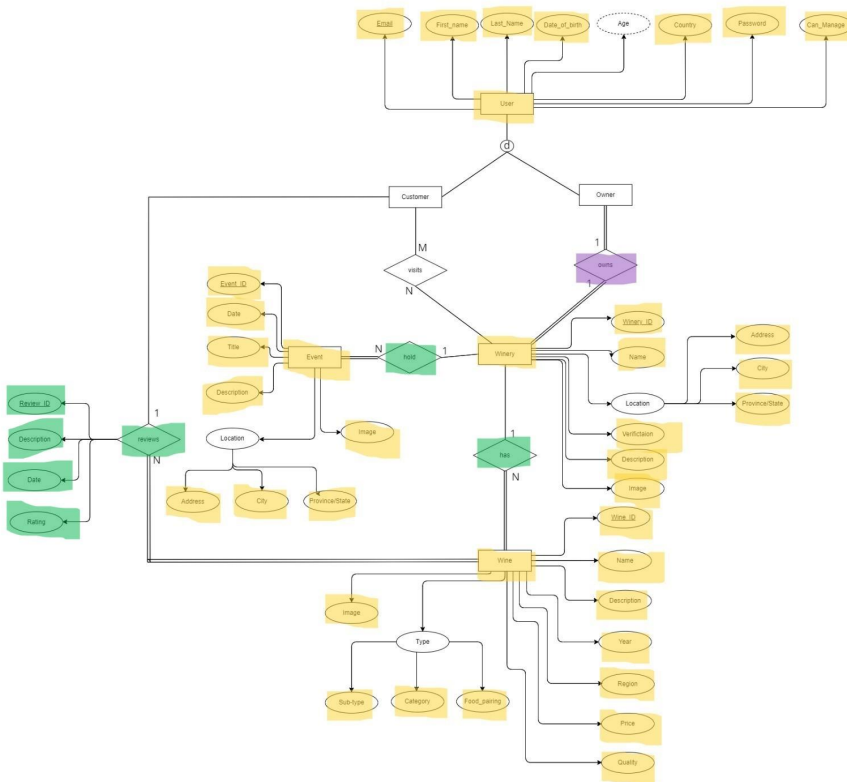 Email
First_name
Last_Name
Date_of_birth
Age
Country
Password
Can_Manage
User
d
Customer
Owner
M
1
visits
owns
N
1
Event_ID
Date
Title
Event
Description
N
hold
1
Winery
Winery_ID
Name
Location
Address
City
Province/State
Verifictaion
Description
Image
Location
Image
Address
City
Province/State
1
reviews
N
Review_ID
Description
Date
Rating
1
has
N
Wine
Wine_ID
Name
Description
Year
Region
Price
Quality
Image
Type
Sub-type
Category
Food_pairing